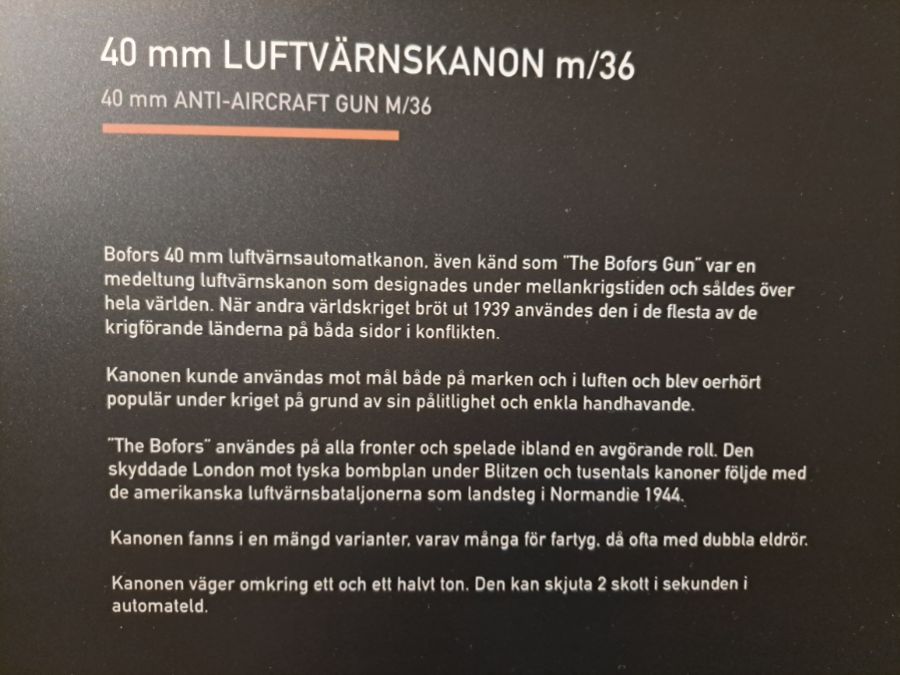 40 mm LUFTVÄRNSKANON m/36
40 mm ANTI-AIRCRAFT GUN M/36
Bofors 40 mm luftvärnsautomatkanon, även känd som "The Bofors Gun" var en
medeltung luftvärnskanon som designades under mellankrigstiden och såldes över
hela världen. När andra världskriget bröt ut 1939 användes den i de flesta av de
krigförande länderna på båda sidor i konflikten.
Kanonen kunde användas mot mål både på marken och i luften och blev oerhört
populär under kriget på grund av sin pålitlighet och enkla handhavande.
"The Bofors" användes på alla fronter och spelade ibland en avgörande roll. Den
skyddade London mot tyska bombplan under Blitzen och tusentals kanoner följde med
de amerikanska luftvärnsbataljonerna som landsteg i Normandie 1944.
Kanonen fanns i en mängd varianter, varav många för fartyg, då ofta med dubbla eldrör.
Kanonen väger omkring ett och ett halvt ton. Den kan skjuta 2 skott i sekunden i
automateld.